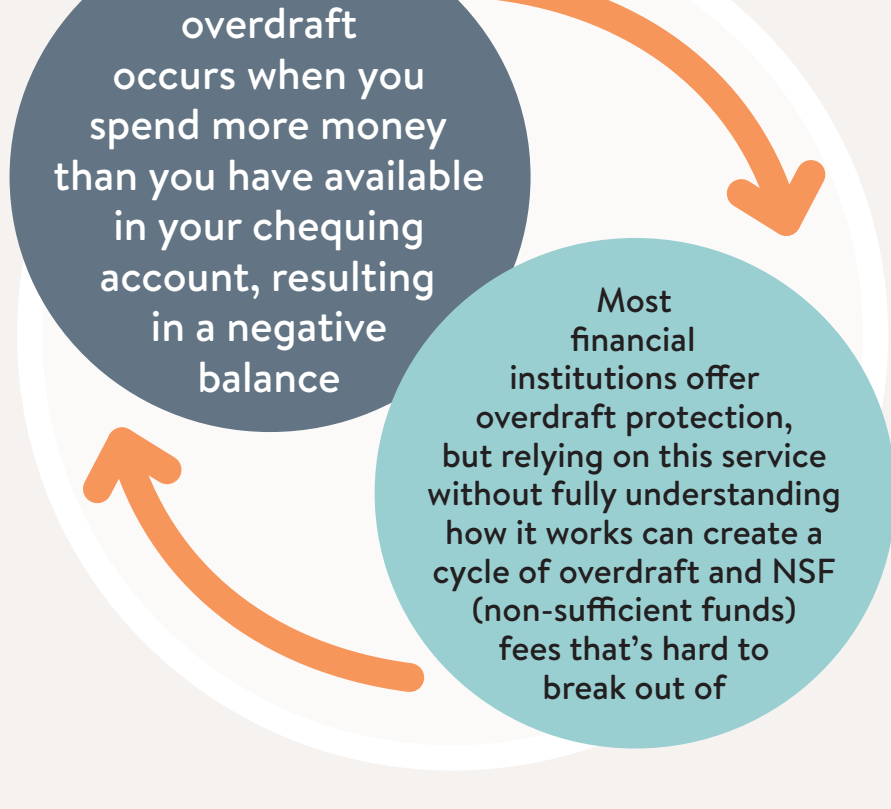 overdraft
occurs when you
spend more money
than you have available
in your chequing
account, resulting
in a negative
balance
Most
financial
institutions offer
overdraft protection,
but relying on this service
without fully understanding
how it works can create a
cycle of overdraft and NSF
(non-sufficient funds)
fees that’s hard to
break out of